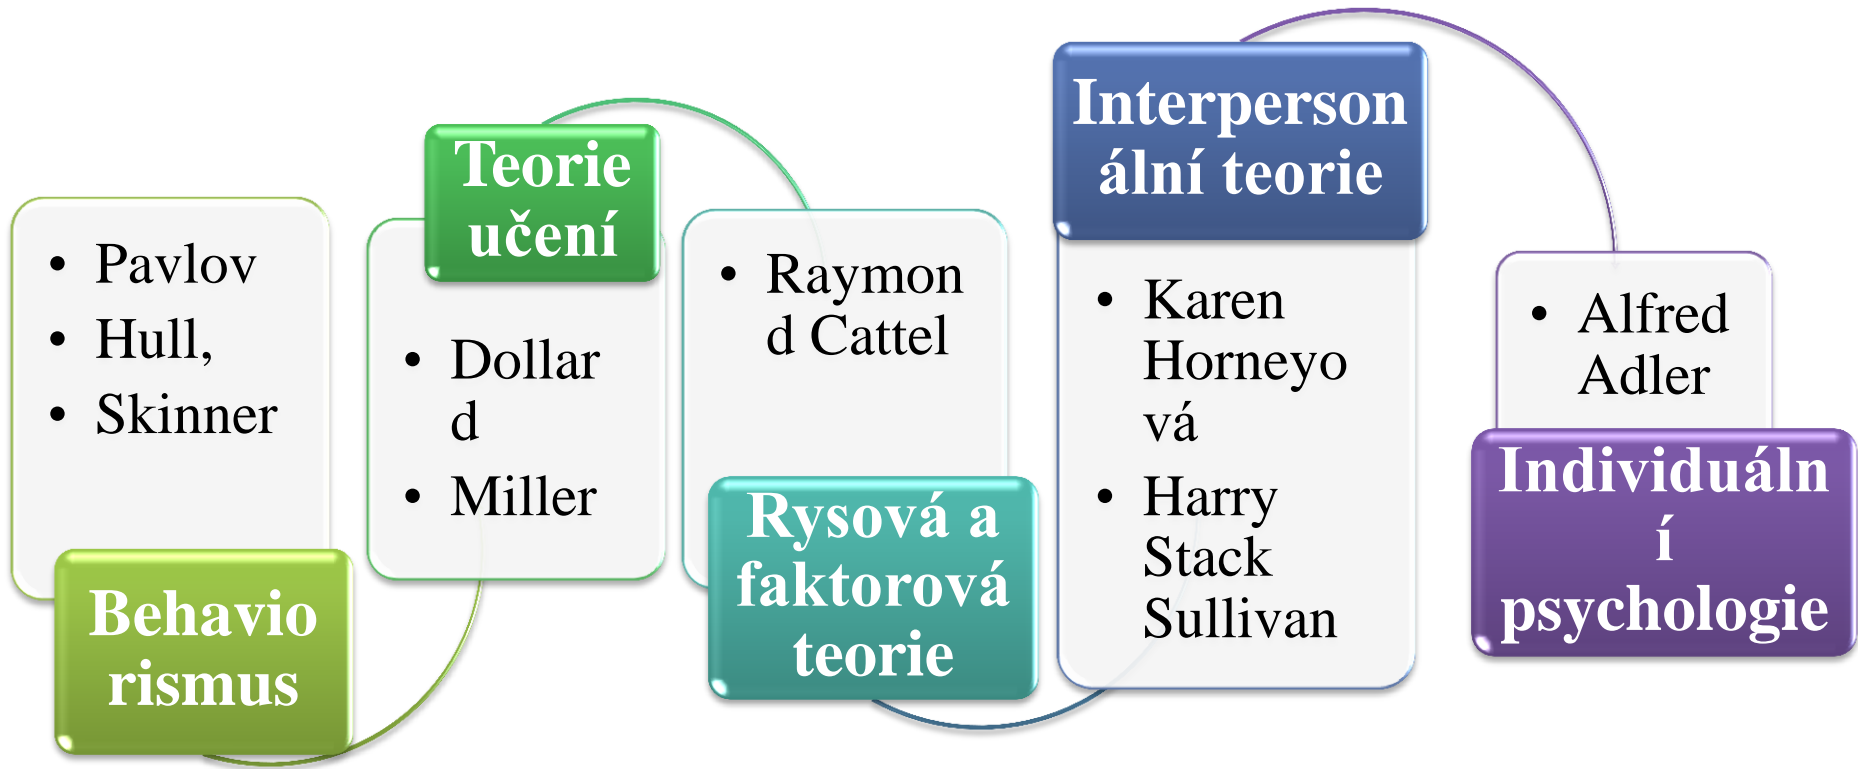 • Pavlov
• Hull,
• Skinner
Behavio
rismus
Teorie
učení
• Dollar
d
• Miller
• Raymon
d Cattel
Rysová a
faktorová
teorie
Interperson
ální teorie
• Karen
Horneyo
vá
• Harry
Stack
Sullivan
• Alfred
Adler
Individuáln
í
psychologie